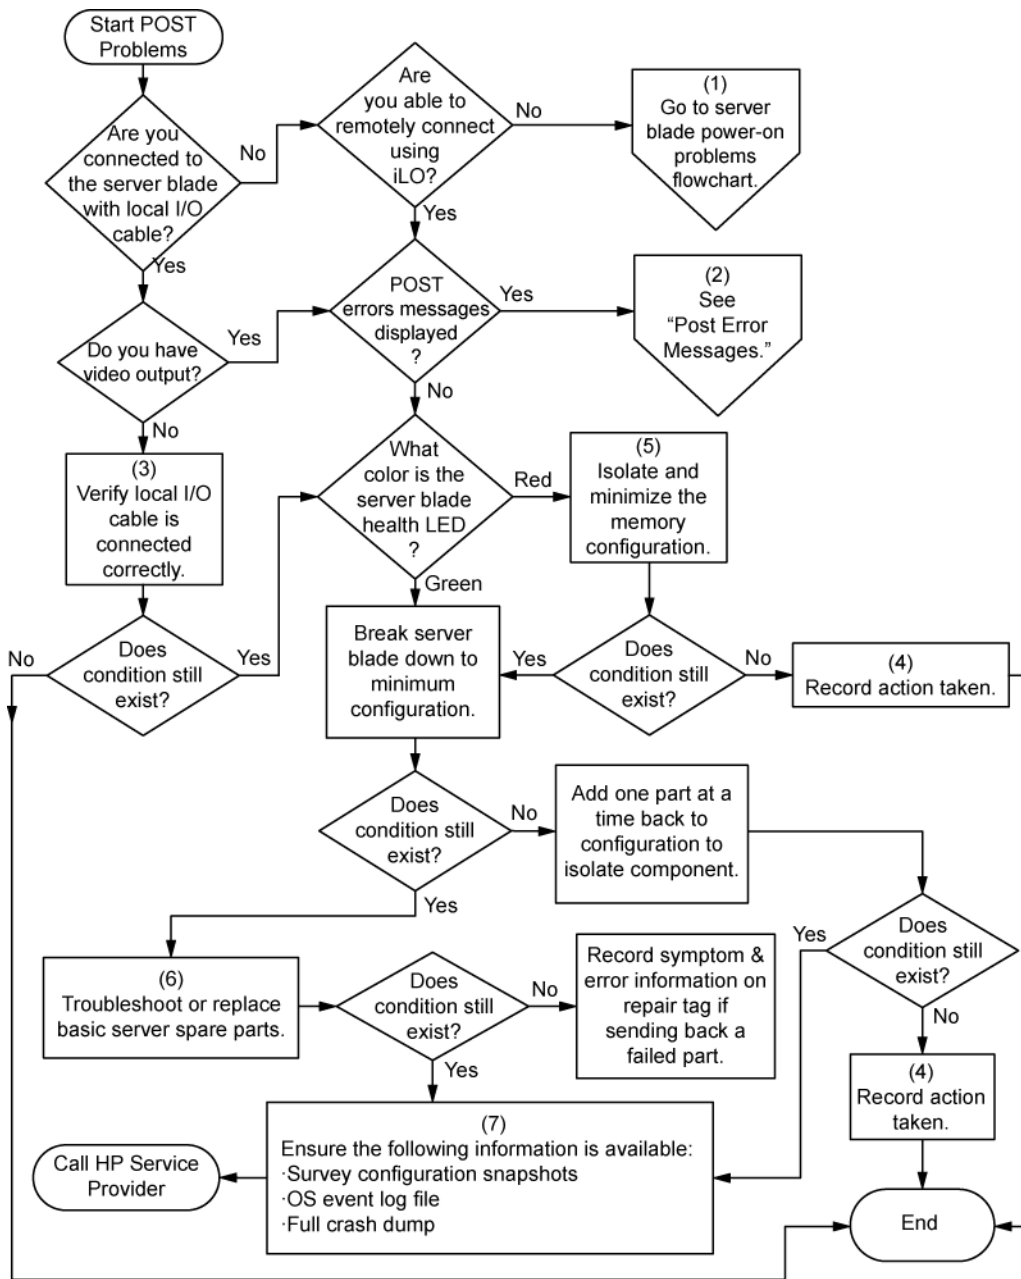 Start POST
Problems
Are you
connected to
the server blade
with local I/O
cable?
No
Yes
Are
you able to
remotely connect
using
iLO?
No
Yes
(1)
Go to server
blade power-on
problems
flowchart.
Do you have
video output?
Yes
No
POST
errors messages
displayed
?
Yes
No
(2)
See
“Post Error
Messages.”
(3)
Verify local I/O
cable is
connected
correctly.
What
color is the
server blade
health LED
?
Red
Green
(5)
Isolate and
minimize the
memory
configuration.
No
Does
condition still
exist?
Yes
Break server
blade down to
minimum
configuration.
Yes
Does
condition still
exist?
No
(4)
Record action taken.
Does
condition still
exist?
No
Yes
Add one part at a
time back to
configuration to
isolate component.
Yes
Does
condition still
exist?
No
(6)
Troubleshoot or replace
basic server spare parts.
Does
condition still
exist?
No
Yes
Record symptom &
error information on
repair tag if
sending back a
failed part.
(4)
Record action
taken.
(7)
Ensure the following information is available:
·Survey configuration snapshots
·OS event log file
·Full crash dump
Call HP Service
Provider
End